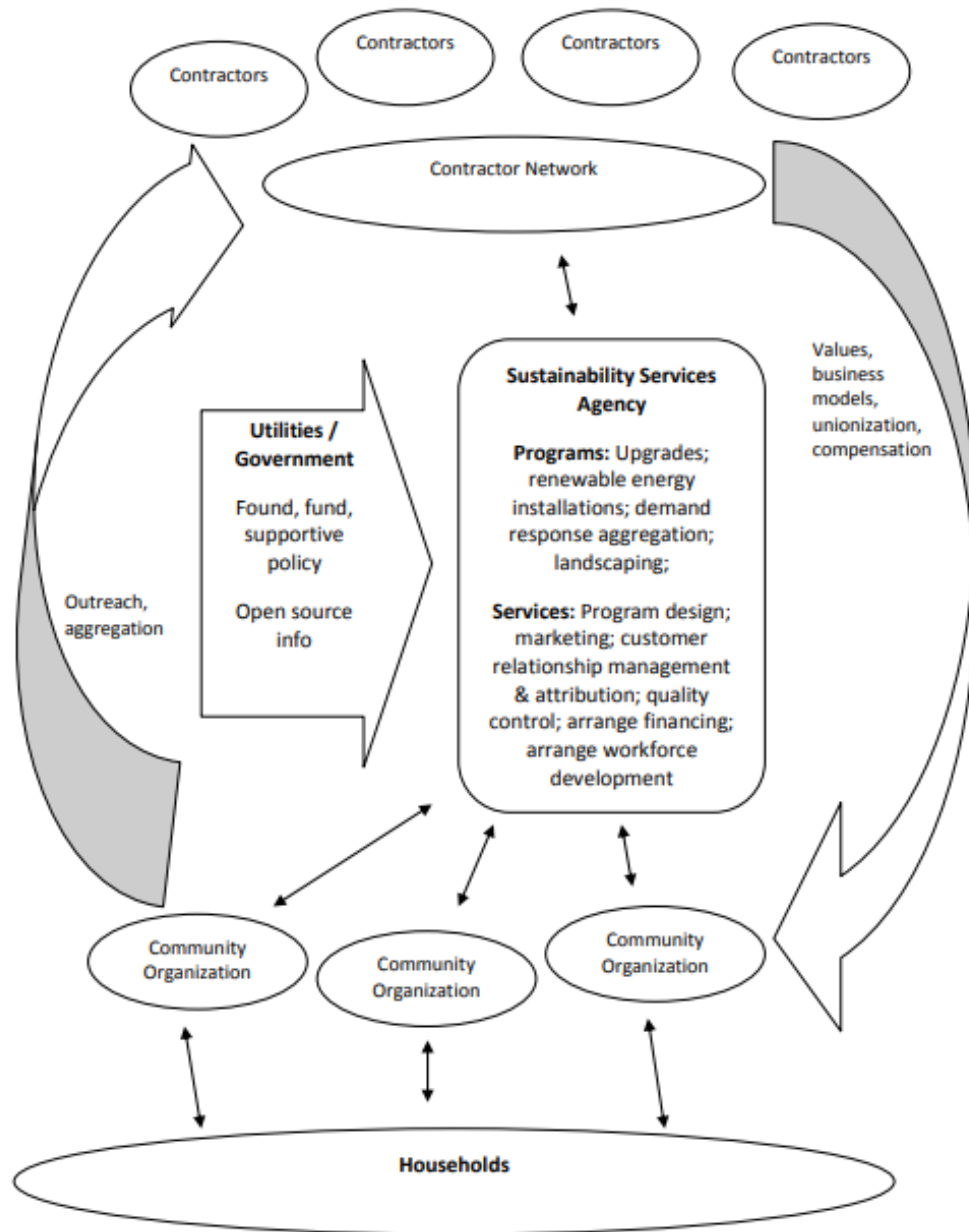 Contractors
Contractors
Contractors
Contractors
Contractor Network
Values,
business
models,
unionization,
compensation
Sustainability Services
Agency
Programs: Upgrades;
renewable energy
installations; demand
response aggregation;
landscaping;
Services: Program design;
marketing; customer
relationship management
& attribution; quality
control; arrange financing;
arrange workforce
development
Utilities /
Government
Found, fund,
supportive
policy
Open source
info
Outreach,
aggregation
Community
Organization
Community
Organization
Community
Organization
Households